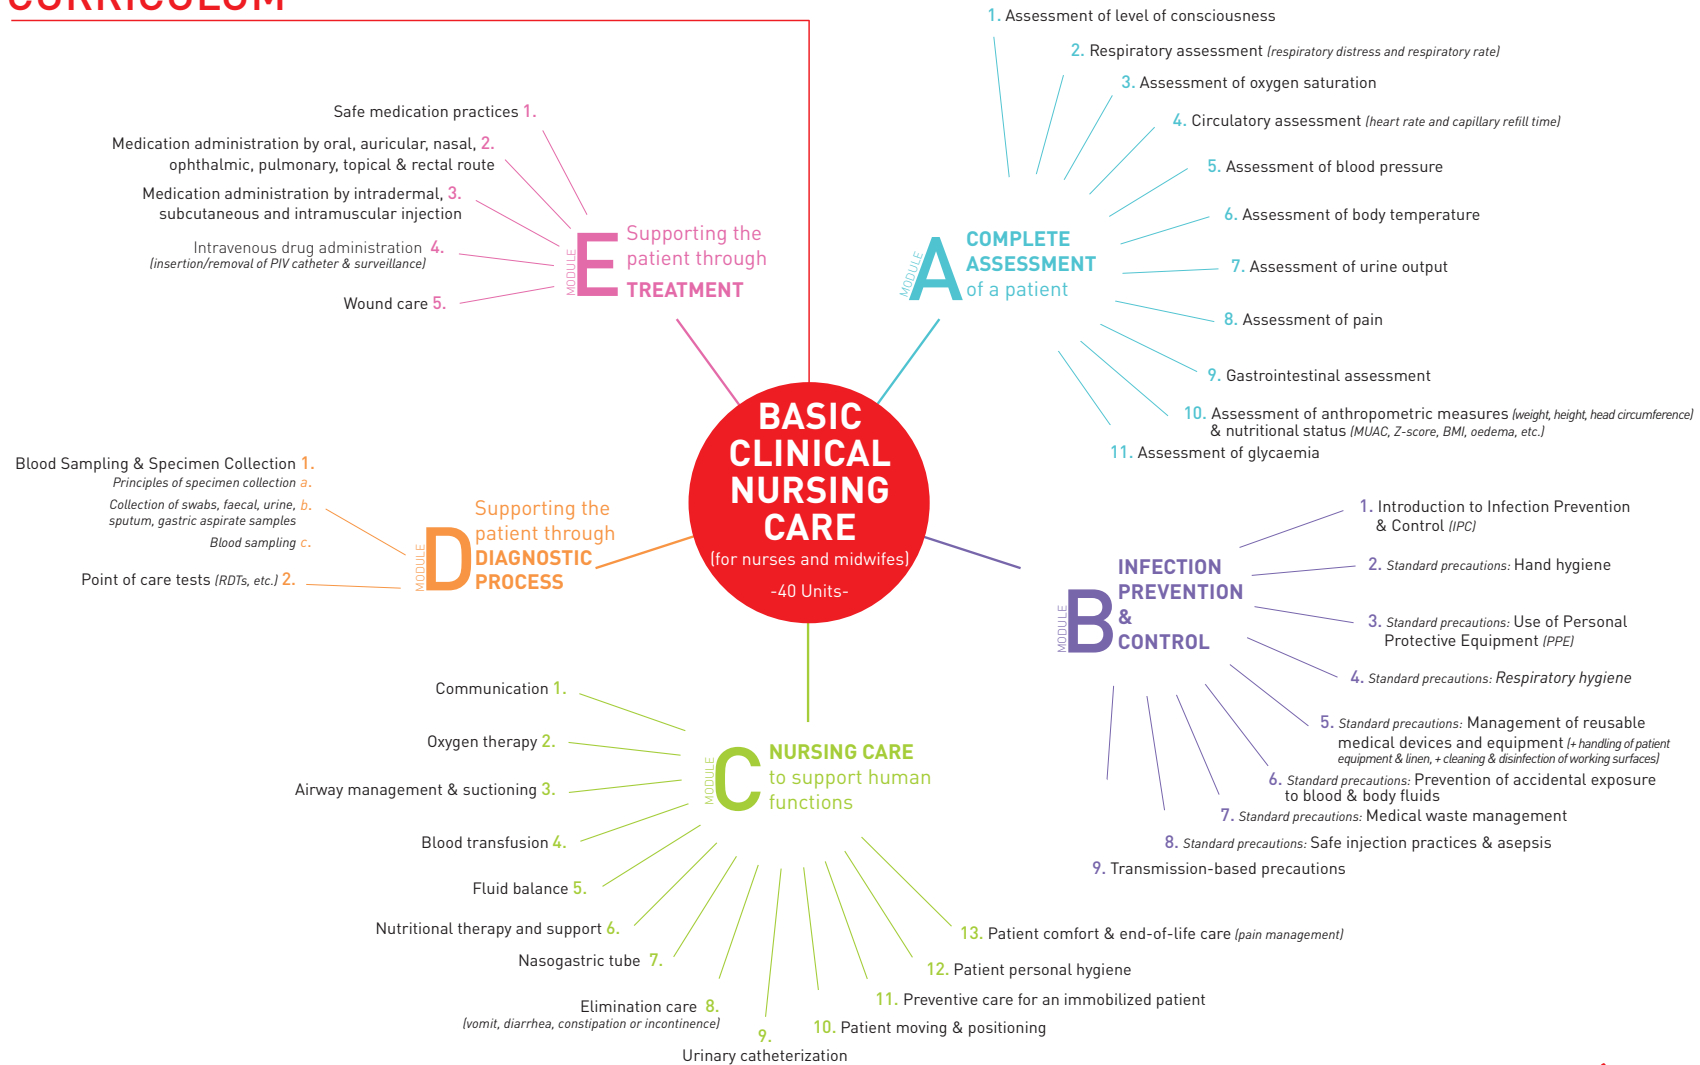 CURRICULUM
1. Assessment of level of consciousness
2. Respiratory assessment (respiratory distress and respiratory rate)
3. Assessment of oxygen saturation
4. Circulatory assessment (heart rate and capillary refill time)
5. Assessment of blood pressure
6. Assessment of body temperature
7. Assessment of urine output
8. Assessment of pain
9. Gastrointestinal assessment
10. Assessment of anthropometric measures (weight, height, head circumference)
& nutritional status (MUAC, Z-score, BMI, oedema, etc.)
11. Assessment of glycaemia
MODULE
A
COMPLETE
ASSESSMENT
of a patient
Safe medication practices 1.
Medication administration by oral, auricular, nasal, 2.
ophthalmic, pulmonary, topical & rectal route
Medication administration by intradermal, 3.
subcutaneous and intramuscular injection
Intravenous drug administration 4.
(insertion/removal of PIV catheter & surveillance)
Wound care 5.
MODULE
E
Supporting the
patient through
TREATMENT
BASIC
CLINICAL
NURSING
CARE
(for nurses and midwifes)
-40 Units-
Blood Sampling & Specimen Collection 1.
Principles of specimen collection a.
Collection of swabs, faecal, urine, b.
sputum, gastric aspirate samples
Blood sampling c.
Point of care tests (RDTs, etc.) 2.
MODULE
D
Supporting the
patient through
DIAGNOSTIC
PROCESS
MODULE
B
INFECTION
PREVENTION
&
CONTROL
1. Introduction to Infection Prevention
& Control (IPC)
2. Standard precautions: Hand hygiene
3. Standard precautions: Use of Personal
Protective Equipment (PPE)
4. Standard precautions: Respiratory hygiene
5. Standard precautions: Management of reusable
medical devices and equipment (+ handling of patient
equipment & linen, + cleaning & disinfection of working surfaces)
6. Standard precautions: Prevention of accidental exposure
to blood & body fluids
7. Standard precautions: Medical waste management
8. Standard precautions: Safe injection practices & asepsis
9. Transmission-based precautions
MODULE
C
NURSING CARE
to support human
functions
Communication 1.
Oxygen therapy 2.
Airway management & suctioning 3.
Blood transfusion 4.
Fluid balance 5.
Nutritional therapy and support 6.
Nasogastric tube 7.
Elimination care 8.
(vomit, diarrhea, constipation or incontinence)
9.
Urinary catheterization
10. Patient moving & positioning
11. Preventive care for an immobilized patient
12. Patient personal hygiene
13. Patient comfort & end-of-life care (pain management)